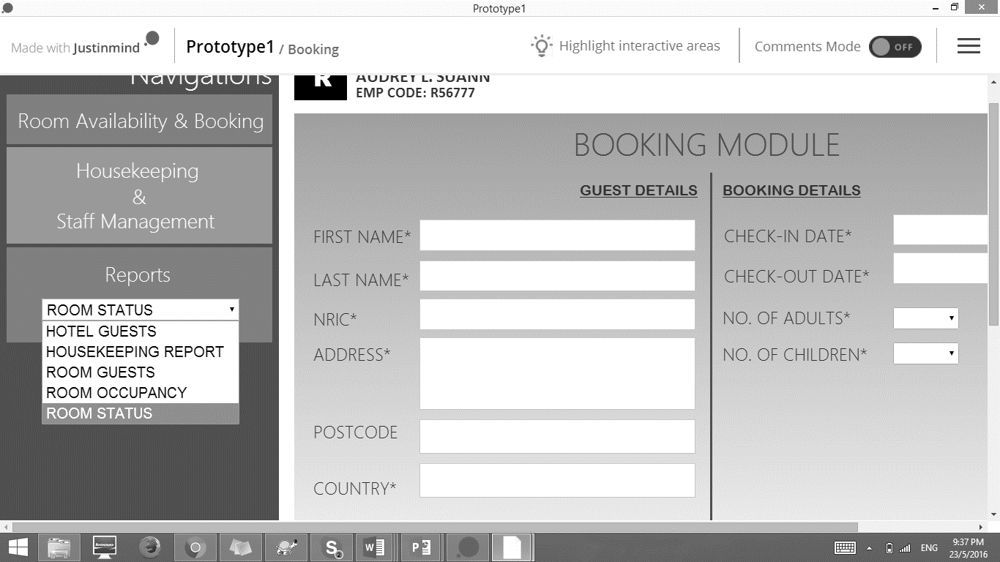 Prototype1
Made with Justinmind
Prototype1 / Booking
Highlight interactive areas
Comments Mode
OFF
Navigations
Room Availability & Booking
Housekeeping
&
Staff Management
Reports
ROOM STATUS
HOTEL GUESTS
HOUSEKEEPING REPORT
ROOM GUESTS
ROOM OCCUPANCY
ROOM STATUS
R
AUDREY L. SUANN
EMP CODE: R56777
BOOKING MODULE
GUEST DETAILS
FIRST NAME*
LAST NAME*
NRIC*
ADDRESS*
POSTCODE
COUNTRY*
BOOKING DETAILS
CHECK-IN DATE*
CHECK-OUT DATE*
NO. OF ADULTS*
NO. OF CHILDREN*
lenovo
S
2
W
P
ENG
9:37 PM
23/5/2016